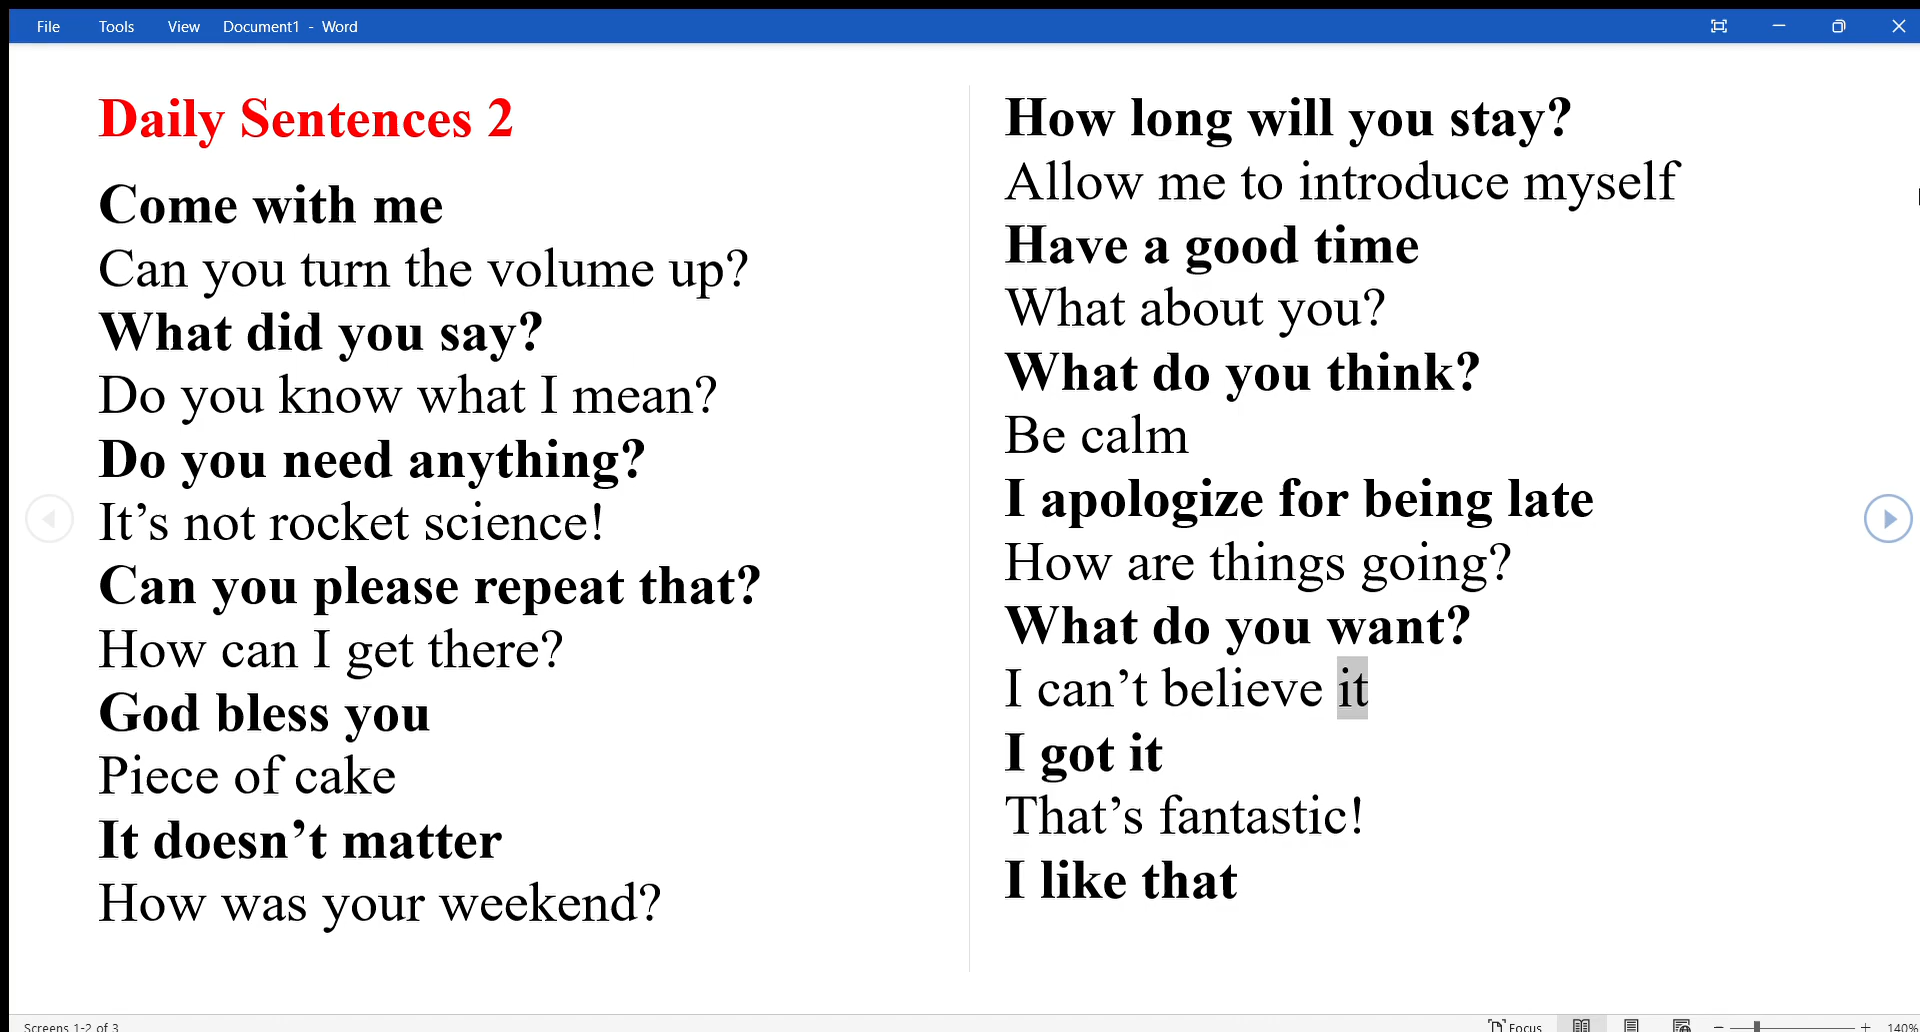 File Tools View Document1 - Word
Daily Sentences 2
Come with me
Can you turn the volume up?
What did you say?
Do you know what I mean?
Do you need anything?
It’s not rocket science!
Can you please repeat that?
How can I get there?
God bless you
Piece of cake
It doesn’t matter
How was your weekend?
How long will you stay?
Allow me to introduce myself
Have a good time
What about you?
What do you think?
Be calm
I apologize for being late
How are things going?
What do you want?
I can’t believe it
I got it
That’s fantastic!
I like that
Screens 1-2 of 3
Focus
140%